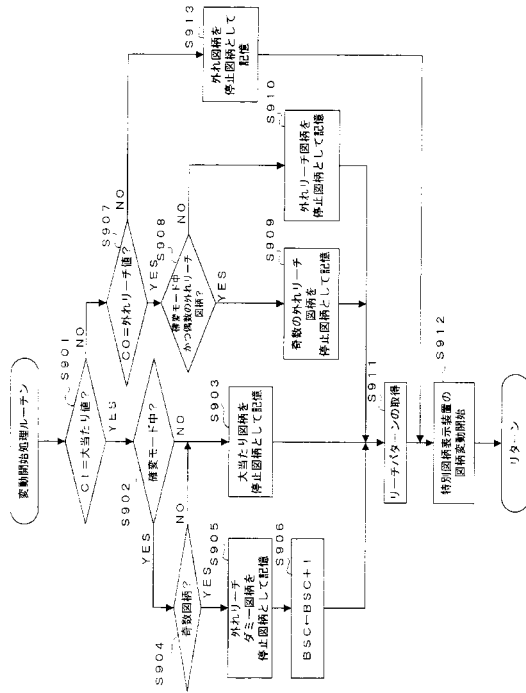 変動開始処理ルーチン
S901
C1=大当たり値?
NO
YES
S902
確変モード中?
YES
NO
S903
大当たり図柄を
停止図柄として記憶
S904
奇数図柄?
NO
YES
S905
外れリーチ
ダミー図柄を
停止図柄として記憶
S906
BSC←BSC+1
S907
C0=外れリーチ値?
NO
YES
S908
確変モード中
かつ偶数の外れリーチ
図柄?
NO
YES
S909
奇数の外れリーチ
図柄を
停止図柄として記憶
S910
外れリーチ図柄を
停止図柄として記憶
S913
外れ図柄を
停止図柄として
記憶
S911
リーチパターンの取得
S912
特別図柄表示装置の
図柄変動開始
リターン